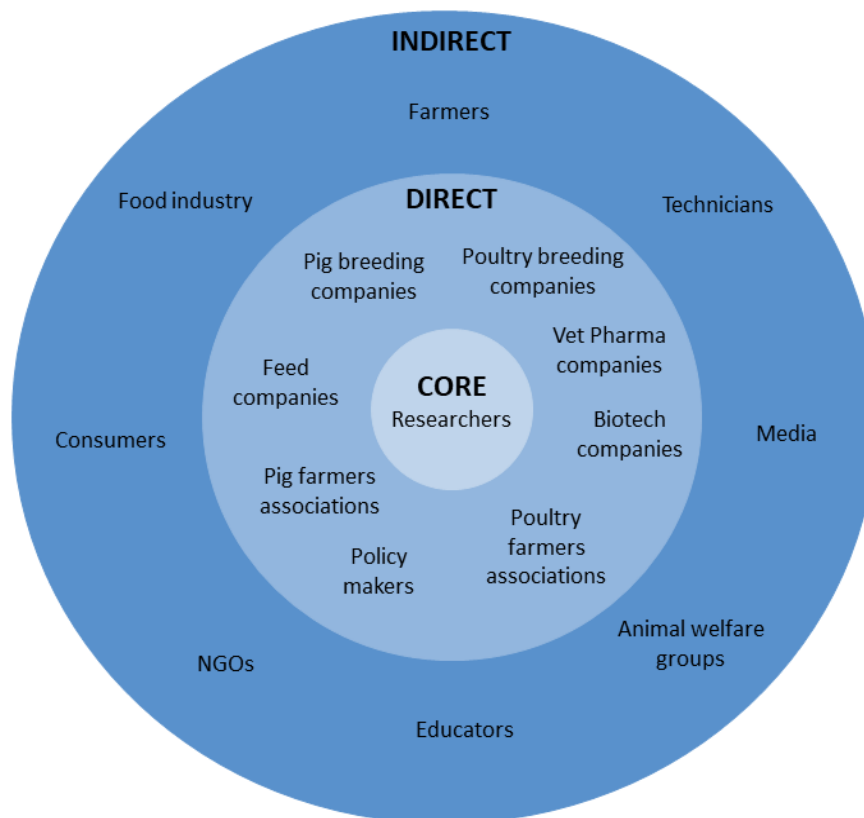 INDIRECT
Farmers
Food industry
Technicians
DIRECT
Pig breeding
companies
Poultry breeding
companies
Vet Pharma
companies
Feed
companies
CORE
Researchers
Biotech
companies
Consumers
Media
Pig farmers
associations
Poultry
farmers
associations
Policy
makers
Animal welfare
groups
NGOs
Educators